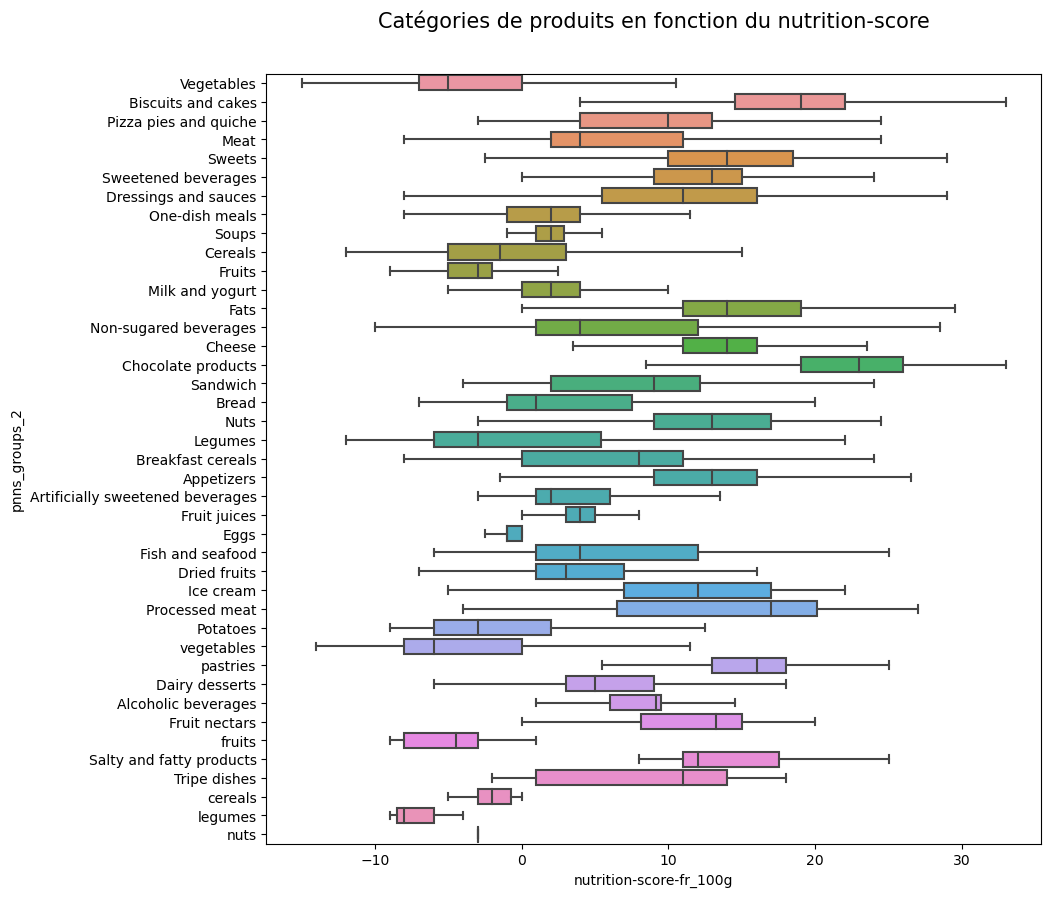 Catégories de produits en fonction du nutrition-score
Vegetables
Biscuits and cakes
Pizza pies and quiche
Meat
Sweets
Sweetened beverages
Dressings and sauces
One-dish meals
Soups
Cereals
Fruits
Milk and yogurt
Fats
Non-sugared beverages
Cheese
Chocolate products
Sandwich
Bread
Nuts
Legumes
Breakfast cereals
Appetizers
Artificially sweetened beverages
Fruit juices
Eggs
Fish and seafood
Dried fruits
Ice cream
Processed meat
Potatoes
vegetables
pastries
Dairy desserts
Alcoholic beverages
Fruit nectars
fruits
Salty and fatty products
Tripe dishes
cereals
legumes
nuts
pnns_groups_2
−10 0 10 20 30
nutrition-score-fr_100g